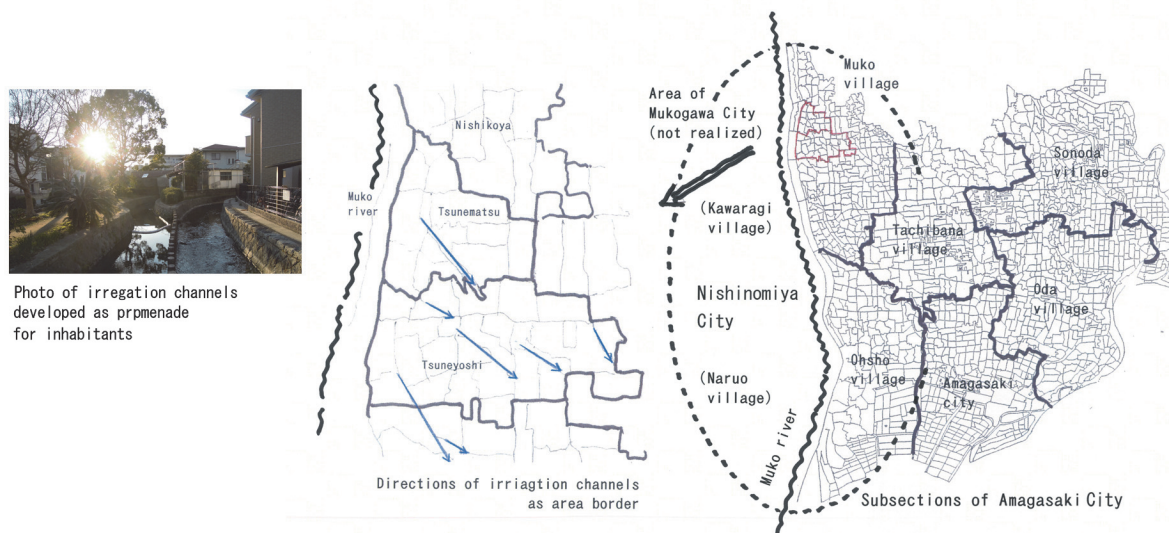 Photo of irregation channels
developed as prpmenade
for inhabitants
Nishikoya
Muko
river
Tsunematsu
Tsuneyoshi
Directions of irriagtion channels
as area border
Area of
Mukogawa City
(not realized)
(Kawaragi
village)
Nishinomiya
City
(Naruo
village)
Muko river
Muko
village
Sonoda
village
Tachibana
village
Oda
village
Ohsho
village
Amagasaki
city
Subsections of Amagasaki City